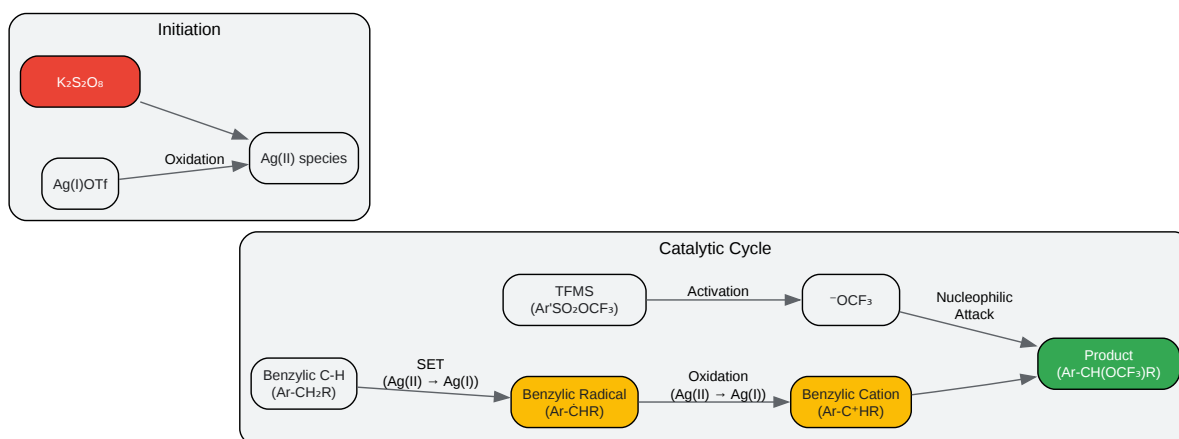 Initiation
K₂S₂O₈
Ag(I)OTf
Oxidation
Ag(II) species
Catalytic Cycle
TFMS
(Ar'SO₂OCF₃)
Activation
⁻OCF₃
Nucleophilic
Attack
Benzylic C-H
(Ar-CH₂R)
SET
(Ag(II) → Ag(I))
Benzylic Radical
(Ar-ĊHR)
Oxidation
(Ag(II) → Ag(I))
Benzylic Cation
(Ar-C⁺HR)
Product
(Ar-CH(OCF₃)R)